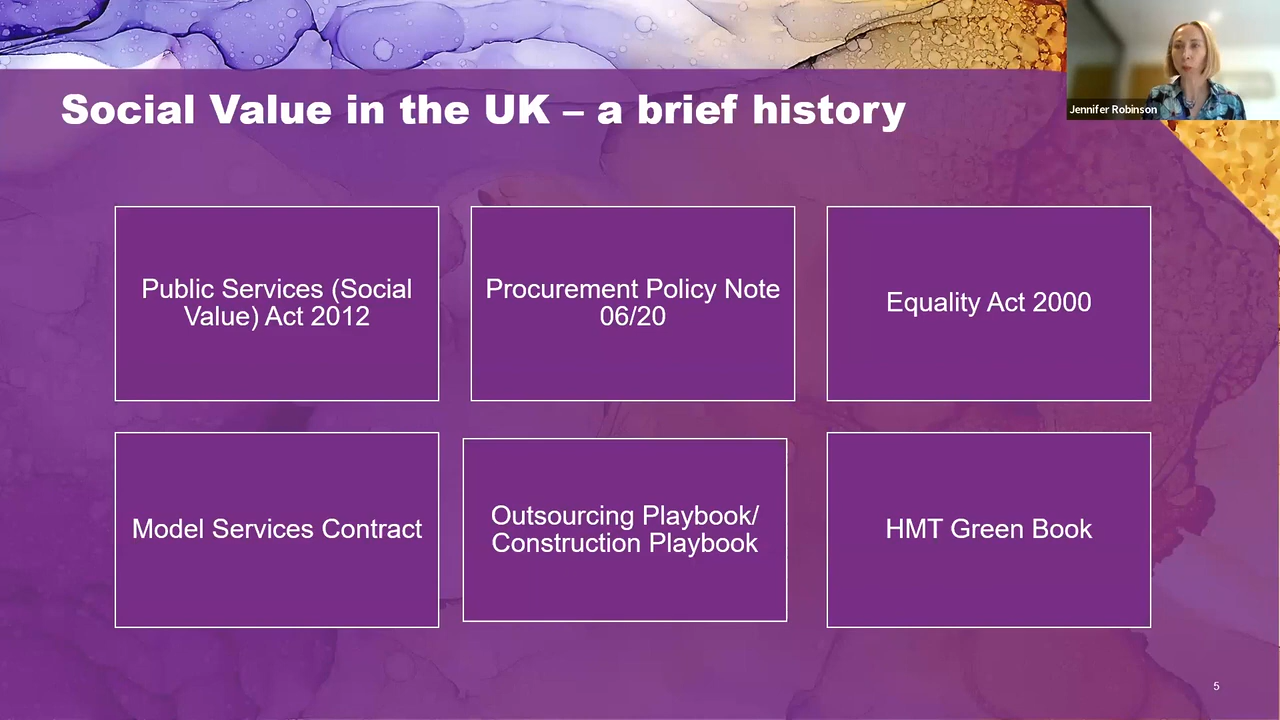 Social Value in the UK – a brief history
Jennifer Robinson
Public Services (Social
Value) Act 2012
Procurement Policy Note
06/20
Equality Act 2000
Model Services Contract
Outsourcing Playbook/
Construction Playbook
HMT Green Book
5